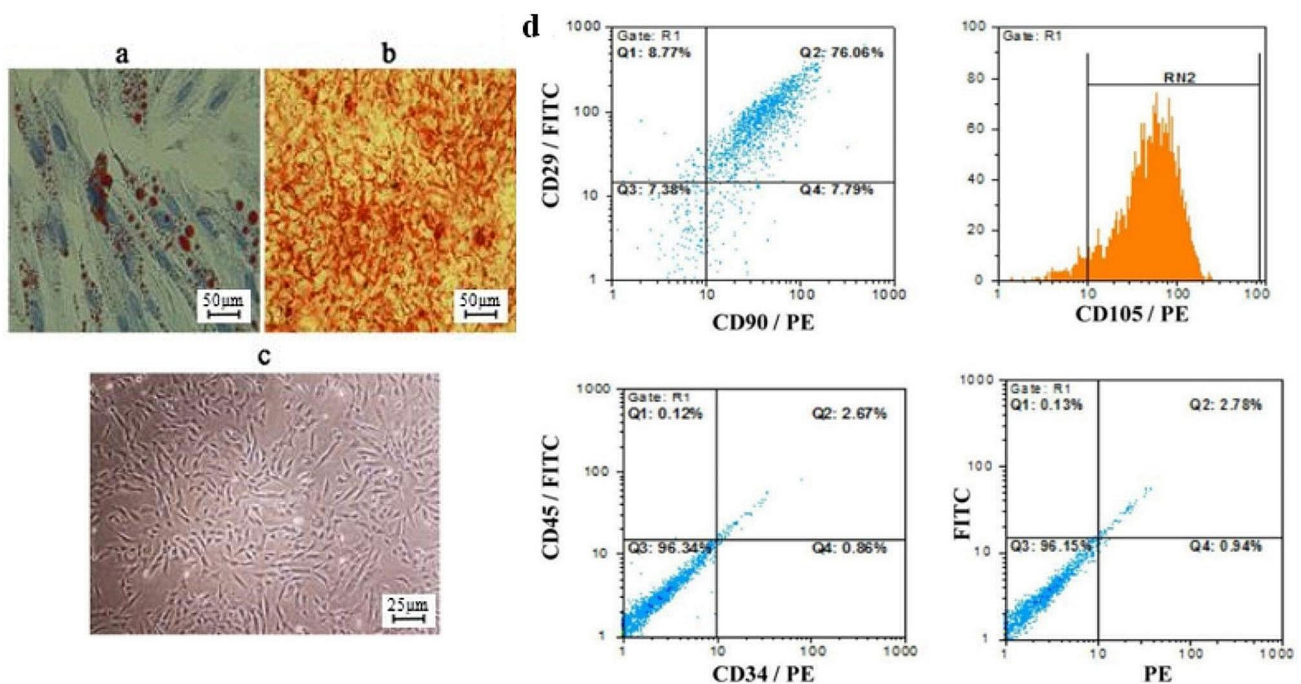 a
b
50µm
50µm
c
25µm
d
Gate: R1
Q1: 8.77%
Q2: 76.06%
Q3: 7.38%
Q4: 7.79%
1000
100
10
1
1
10
100
1000
CD29 / FITC
CD90 / PE
Gate: R1
RN2
100
80
60
40
20
0
1
10
100
100
CD105 / PE
Gate: R1
Q1: 0.12%
Q2: 2.67%
Q3: 96.34%
Q4: 0.86%
1000
100
10
1
1
10
100
1000
CD45 / FITC
CD34 / PE
Gate: R1
Q1: 0.13%
Q2: 2.78%
Q3: 96.15%
Q4: 0.94%
1000
100
10
1
1
10
100
1000
FITC
PE